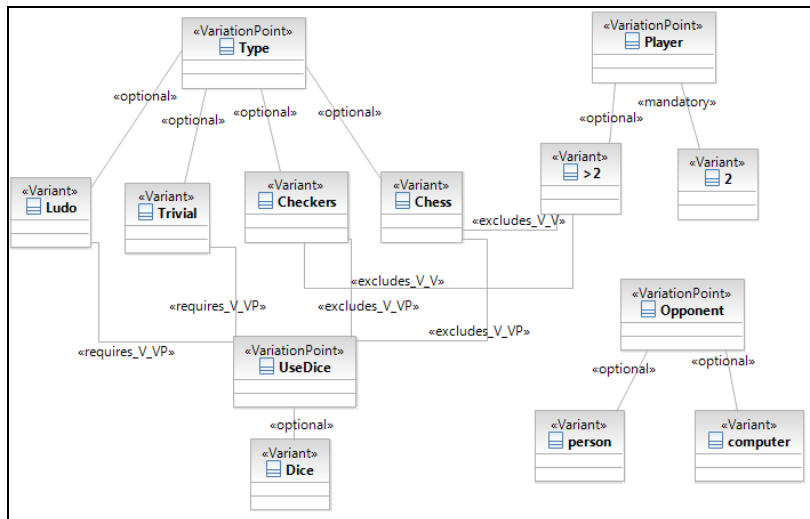 «VariationPoint»
Type
«VariationPoint»
Player
«optional»
«optional»
«optional»
«optional»
«mandatory»
«optional»
«Variant»
Ludo
«Variant»
Trivial
«Variant»
Checkers
«Variant»
Chess
«Variant»
>2
«Variant»
2
«excludes_V_V»
«excludes_V_V»
«requires_V_VP»
«excludes_V_VP»
«excludes_V_VP»
«requires_V_VP»
«VariationPoint»
UseDice
«VariationPoint»
Opponent
«optional»
«optional»
«optional»
«Variant»
Dice
«Variant»
person
«Variant»
computer